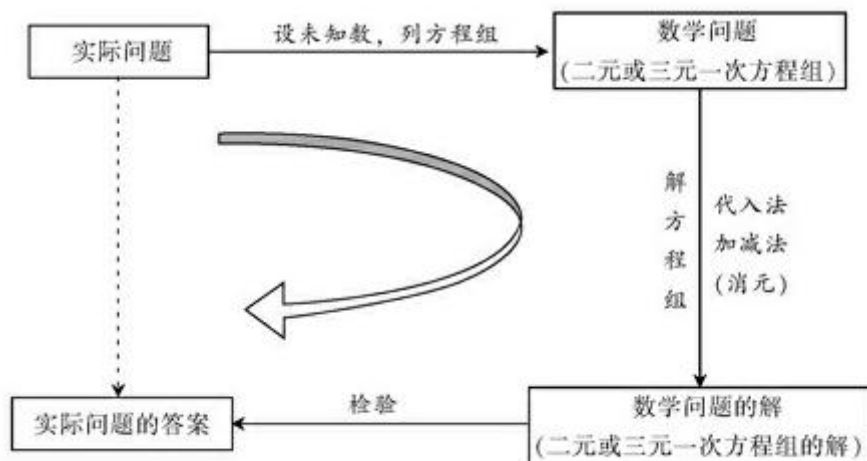 实际问题
设未知数，列方程组
数学问题
(二元或三元一次方程组)
解方程组
代入法
加减法
(消元)
实际问题的答案
检验
数学问题的解
(二元或三元一次方程组的解)